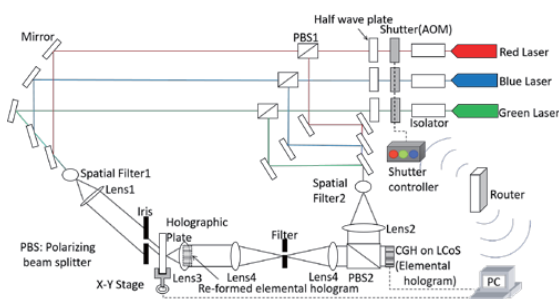 Half wave plate
Shutter(AOM)
Mirror
PBS1
Red Laser
Blue Laser
Green Laser
Isolator
Spatial Filter1
Lens1
Spatial
Filter2
Shutter
controller
Router
Iris
Holographic
Plate
Filter
Lens2
PBS: Polarizing
beam splitter
CGH on LCoS
(Elemental
hologram)
X-Y Stage
Lens3
Lens4
Lens4
PBS2
Re-formed elemental hologram
PC